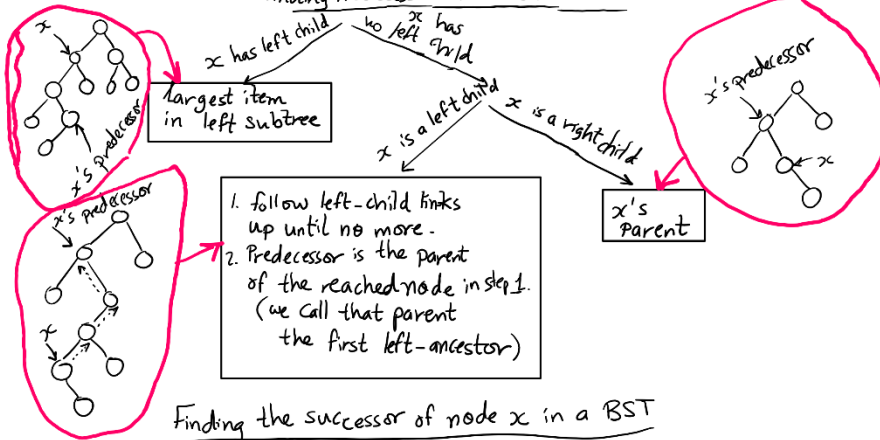 x has left child
x has
no left child
x
x's predecessor
largest item
in left subtree
x is a left child
x is a right child
x's predecessor
x
x's predecessor
x
1. follow left-child links
up until no more.
2. Predecessor is the parent
of the reached node in step 1.
(we call that parent
the first left-ancestor)
x's
parent
Finding the successor of node x in a BST